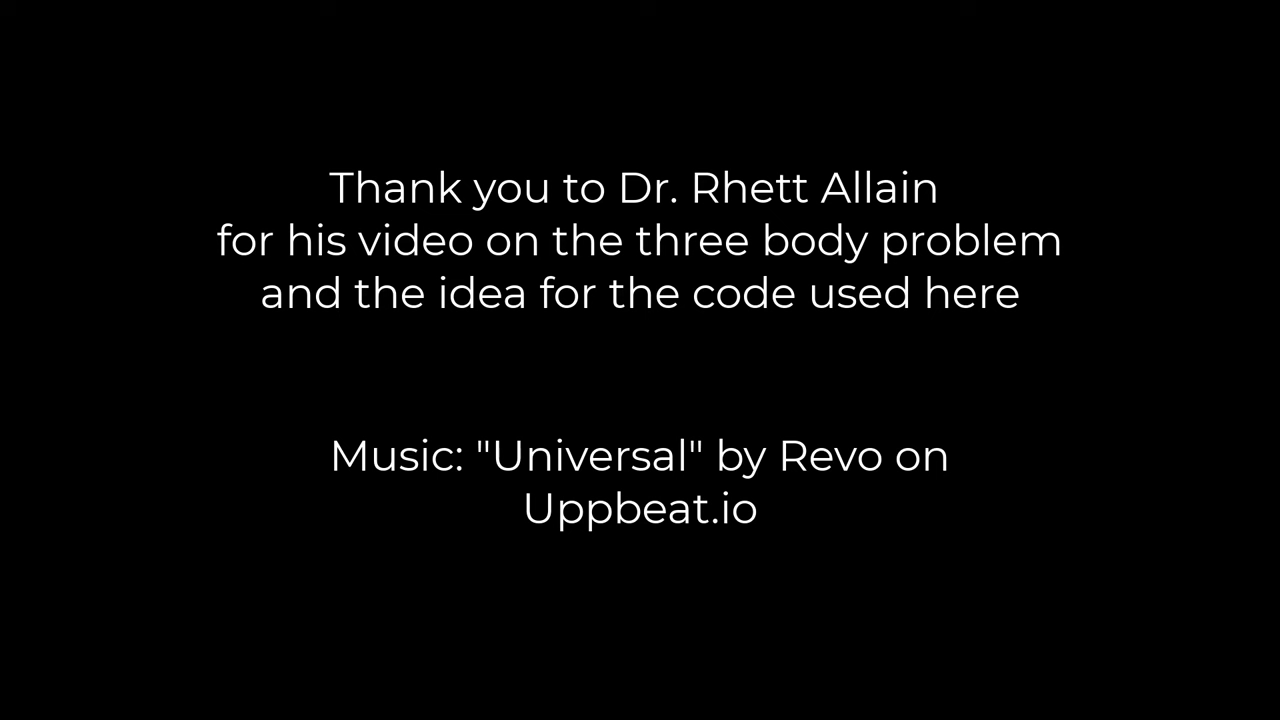 Thank you to Dr. Rhett Allain
for his video on the three body problem
and the idea for the code used here
Music: "Universal" by Revo on
Uppbeat.io